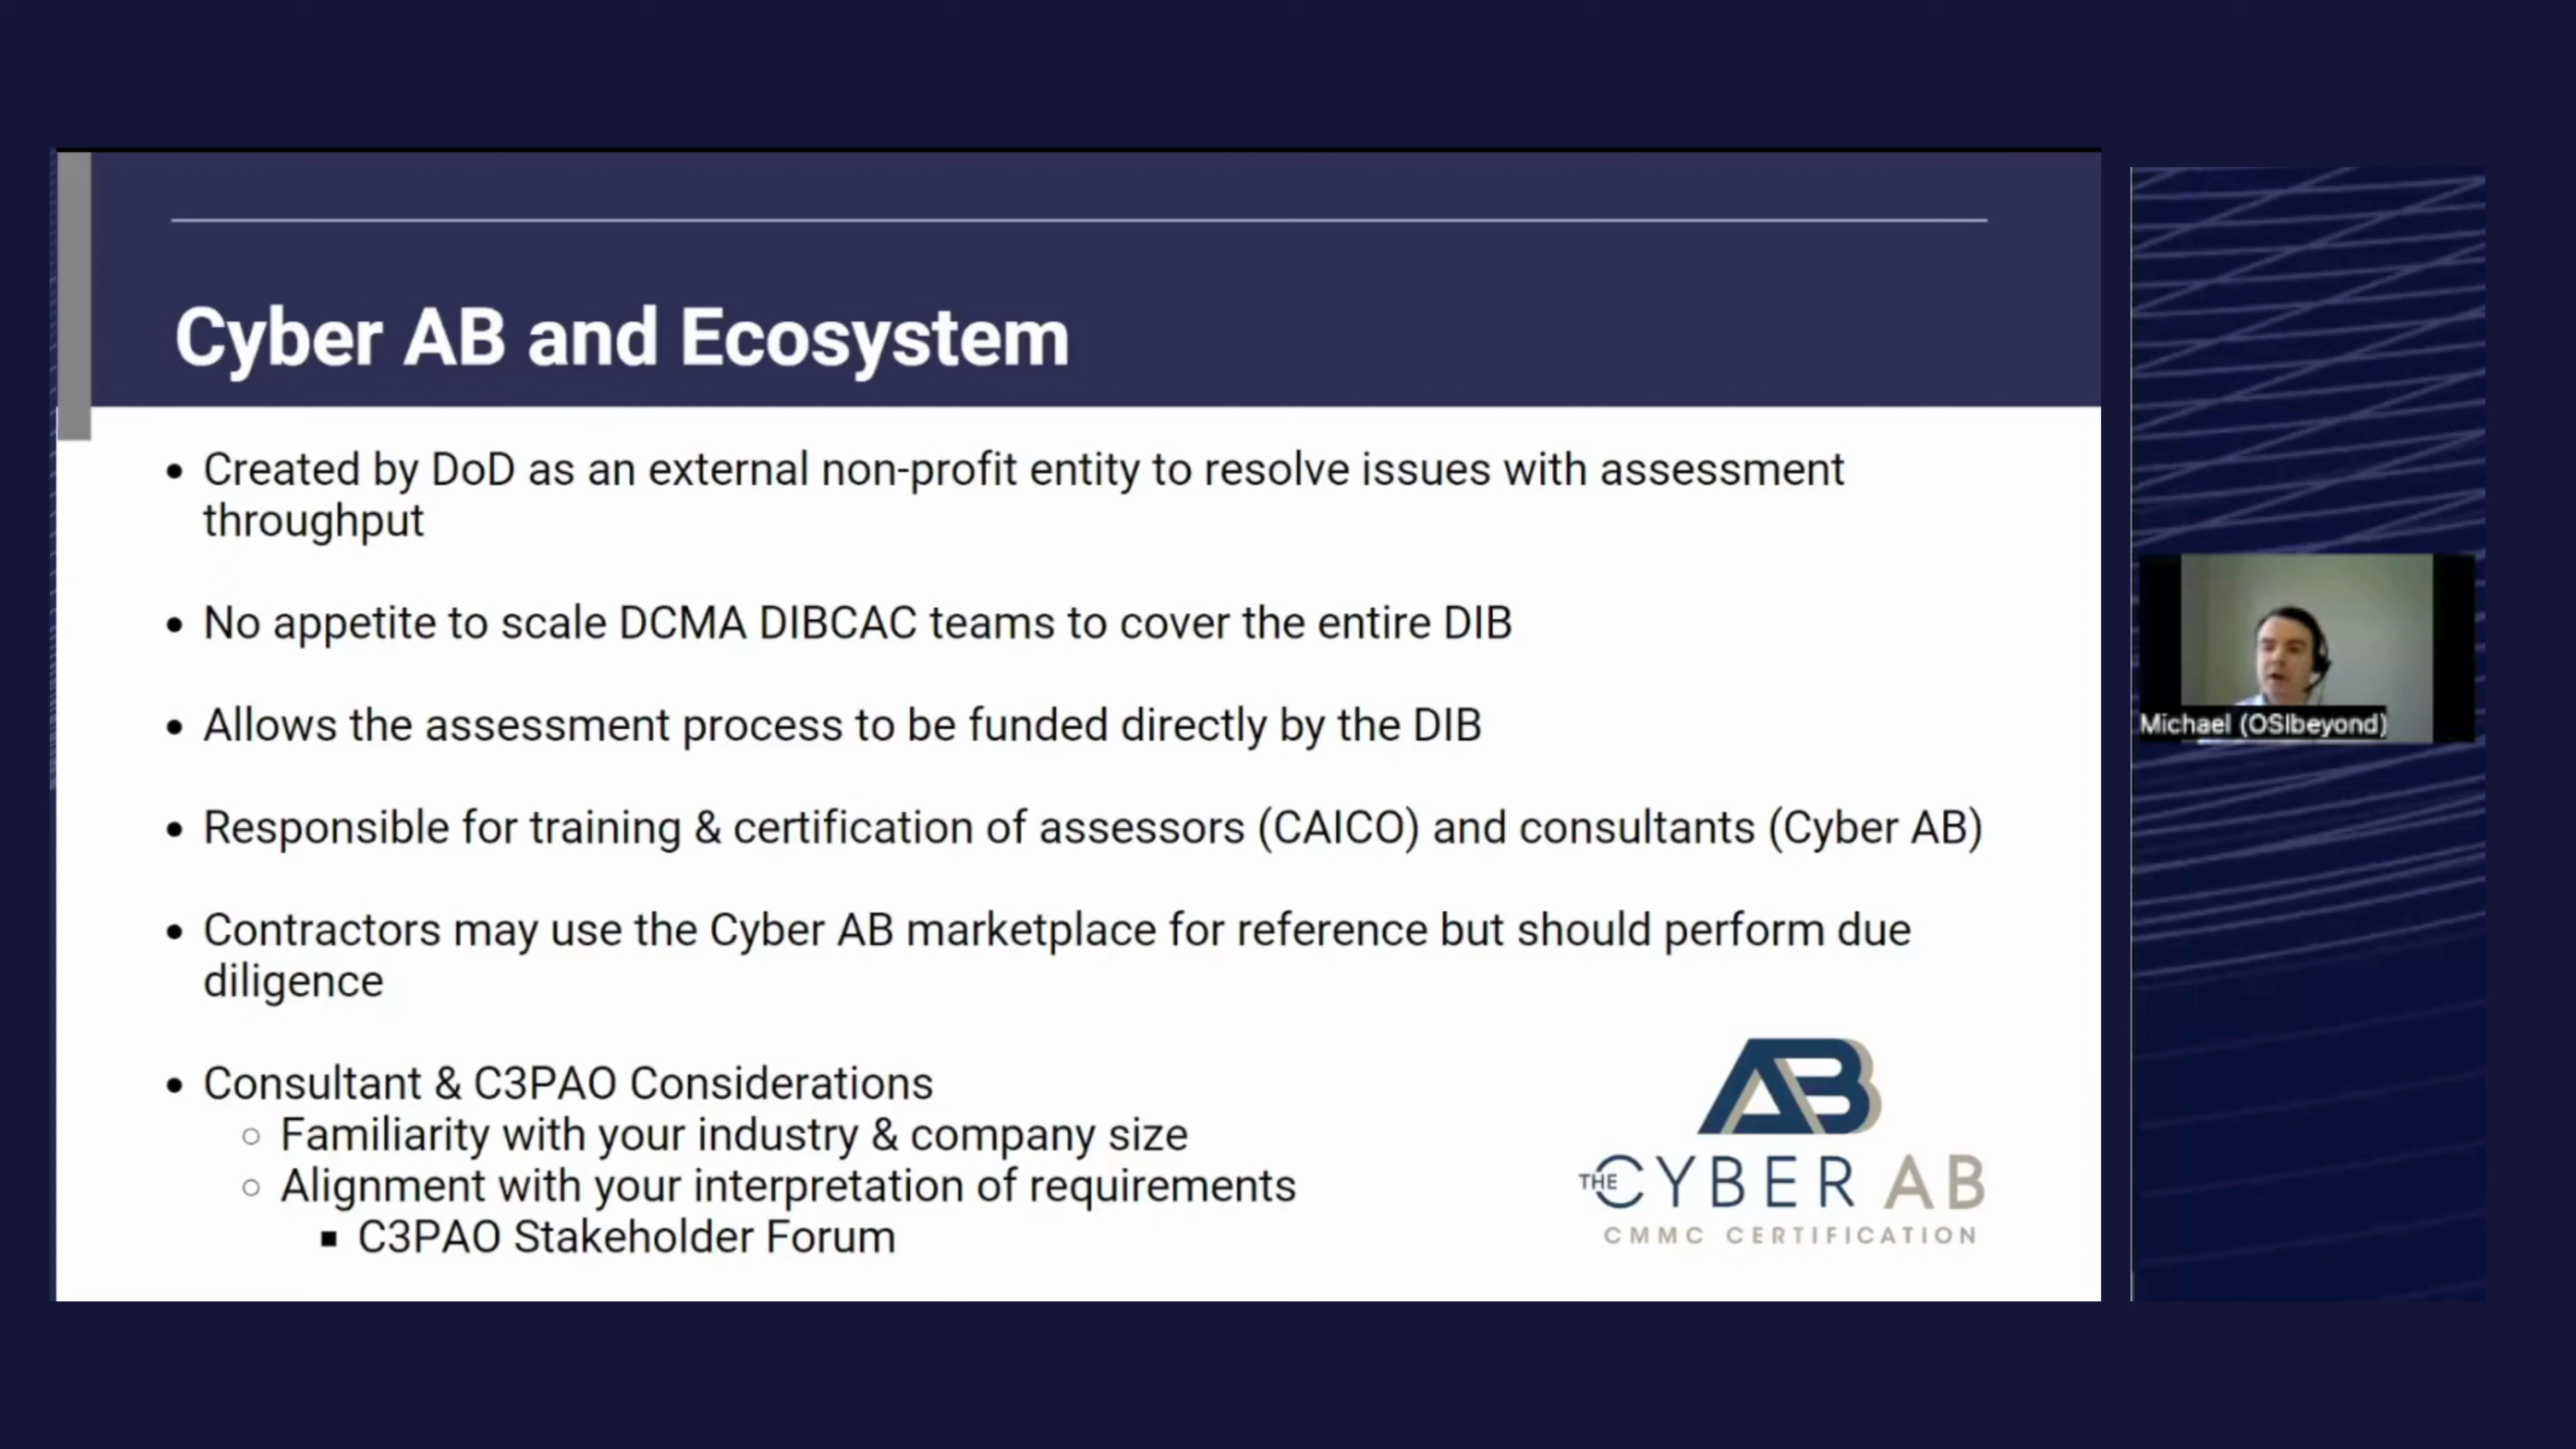 Cyber AB and Ecosystem
• Created by DoD as an external non-profit entity to resolve issues with assessment
throughput
• No appetite to scale DCMA DIBCAC teams to cover the entire DIB
• Allows the assessment process to be funded directly by the DIB
• Responsible for training & certification of assessors (CAICO) and consultants (Cyber AB)
• Contractors may use the Cyber AB marketplace for reference but should perform due
diligence
• Consultant & C3PAO Considerations
○ Familiarity with your industry & company size
○ Alignment with your interpretation of requirements
■ C3PAO Stakeholder Forum
AB
THE CYBER AB
CMMC CERTIFICATION
Michael (OSIbeyond)